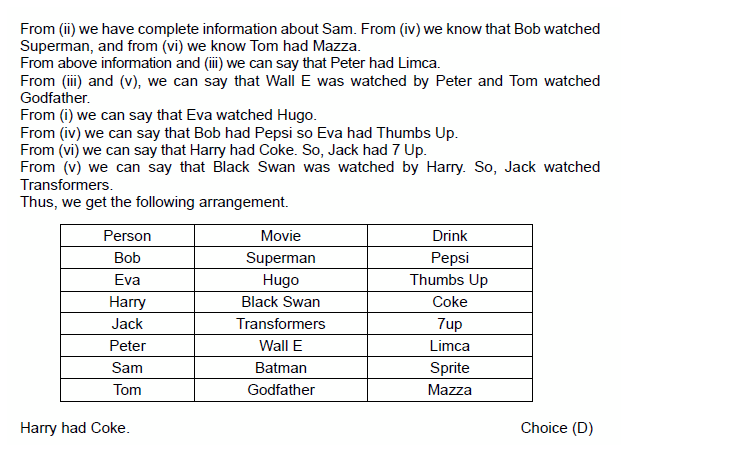 From (ii) we have complete information about Sam. From (iv) we know that Bob watched
Superman, and from (vi) we know Tom had Mazza.
From above information and (iii) we can say that Peter had Limca.
From (iii) and (v), we can say that Wall E was watched by Peter and Tom watched
Godfather.
From (i) we can say that Eva watched Hugo.
From (iv) we can say that Bob had Pepsi so Eva had Thumbs Up.
From (vi) we can say that Harry had Coke. So, Jack had 7 Up.
From (v) we can say that Black Swan was watched by Harry. So, Jack watched
Transformers.
Thus, we get the following arrangement.
Person Movie Drink
Bob Superman Pepsi
Eva Hugo Thumbs Up
Harry Black Swan Coke
Jack Transformers 7up
Peter Wall E Limca
Sam Batman Sprite
Tom Godfather Mazza
Harry had Coke. Choice (D)